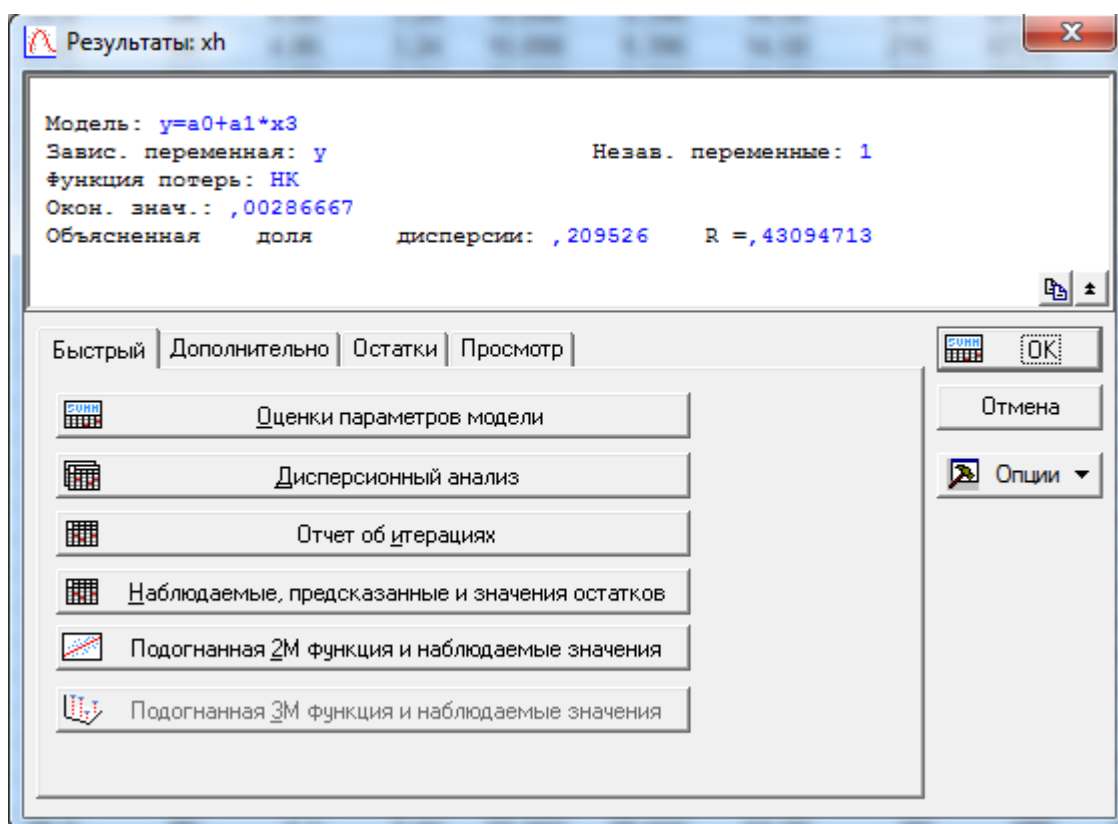 Результаты: xh
Модель: y=a0+a1*x3
Завис. переменная: y Незав. переменные: 1
Функция потерь: НК
Окон. знач.: ,00286667
Объясненная доля дисперсии: ,209526 R =,43094713
Быстрый Дополнительно Остатки Просмотр
OK
Оценки параметров модели
Отмена
Дисперсионный анализ
Опции
Отчет об итерациях
Наблюдаемые, предсказанные и значения остатков
Подогнанная 2М функция и наблюдаемые значения
Подогнанная 3М функция и наблюдаемые значения